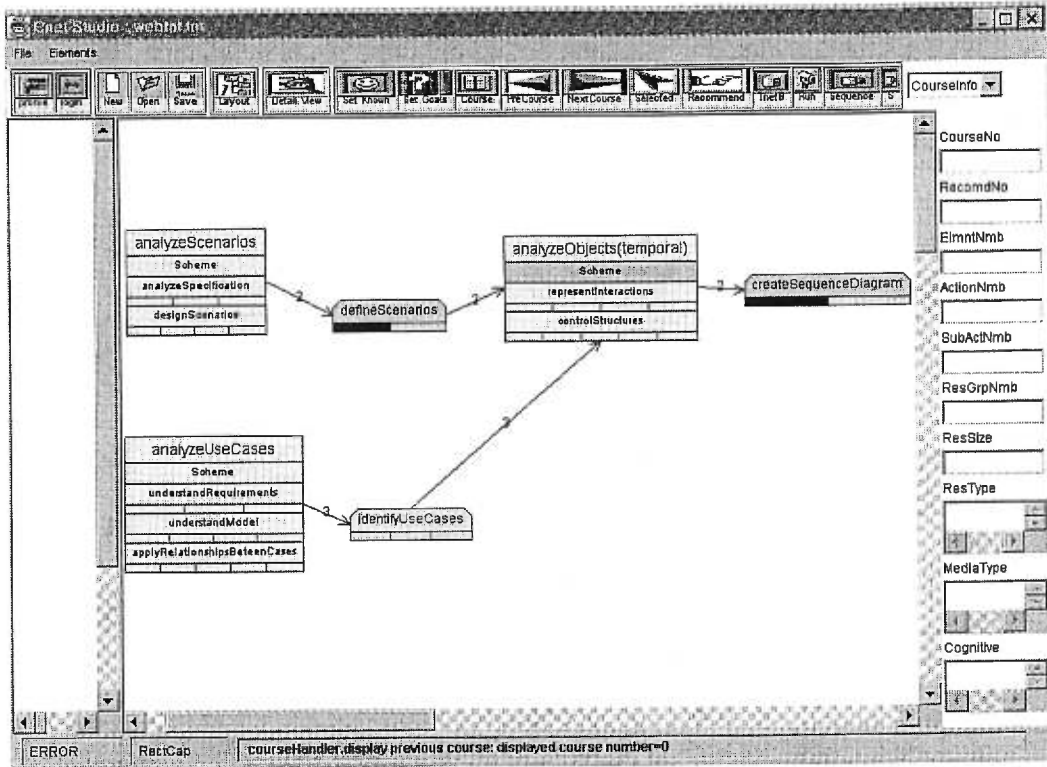 File Elements
New Open Save Layout Detail View Set Known Set Goals Course PreCourse NextCourse Selected Recommend TnetB Run sequence S
CourseInfo
CourseNo
RecomdNo
ElmntNmb
ActionNmb
SubActNmb
ResGrpNmb
ResSize
ResType
MediaType
Cognitive
analyzeScenarios
Scheme
analyzeSpecification
designScenarios
2
defineScenarios
2
analyzeObjects(temporal)
Scheme
representInteractions
controlStructures
2
createSequenceDiagram
3
analyzeUseCases
Scheme
understandRequirements
understandModel
applyRelationshipsBeteenCases
3
identifyUseCases
ERROR
RectCap
courseHandler.display previous course: displayed course number=0